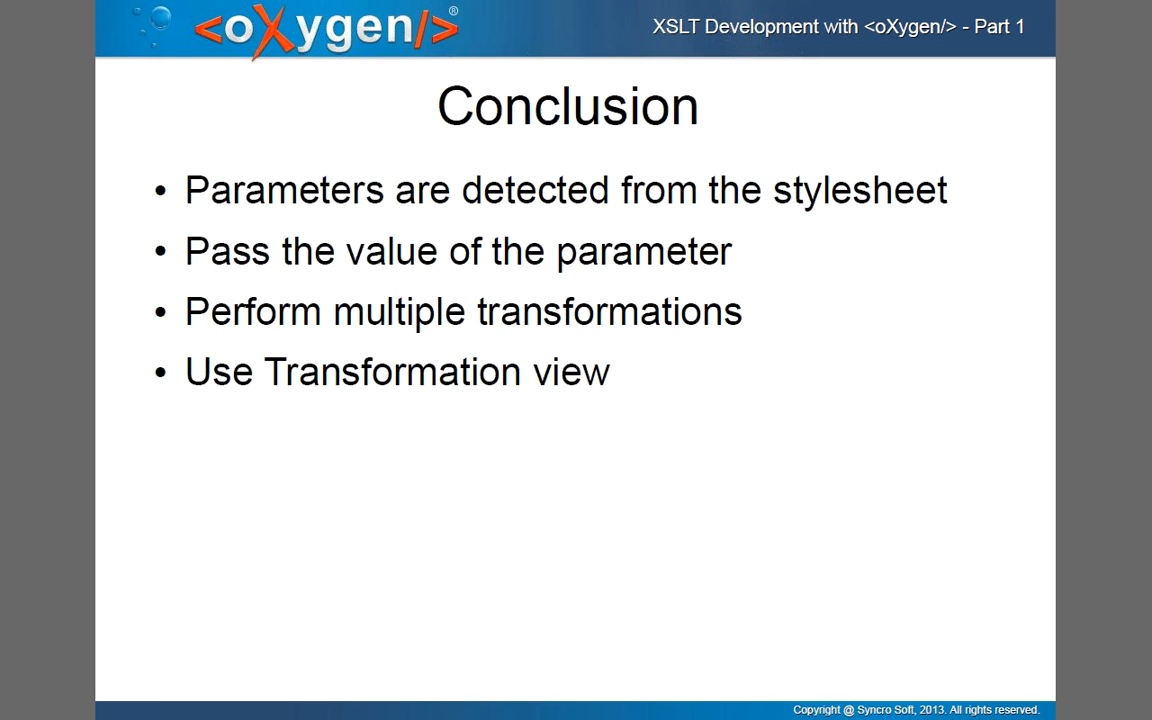 <oXygen/>®
XSLT Development with <oXygen/> - Part 1
Conclusion
• Parameters are detected from the stylesheet
• Pass the value of the parameter
• Perform multiple transformations
• Use Transformation view
Copyright @ Syncro Soft, 2013. All rights reserved.